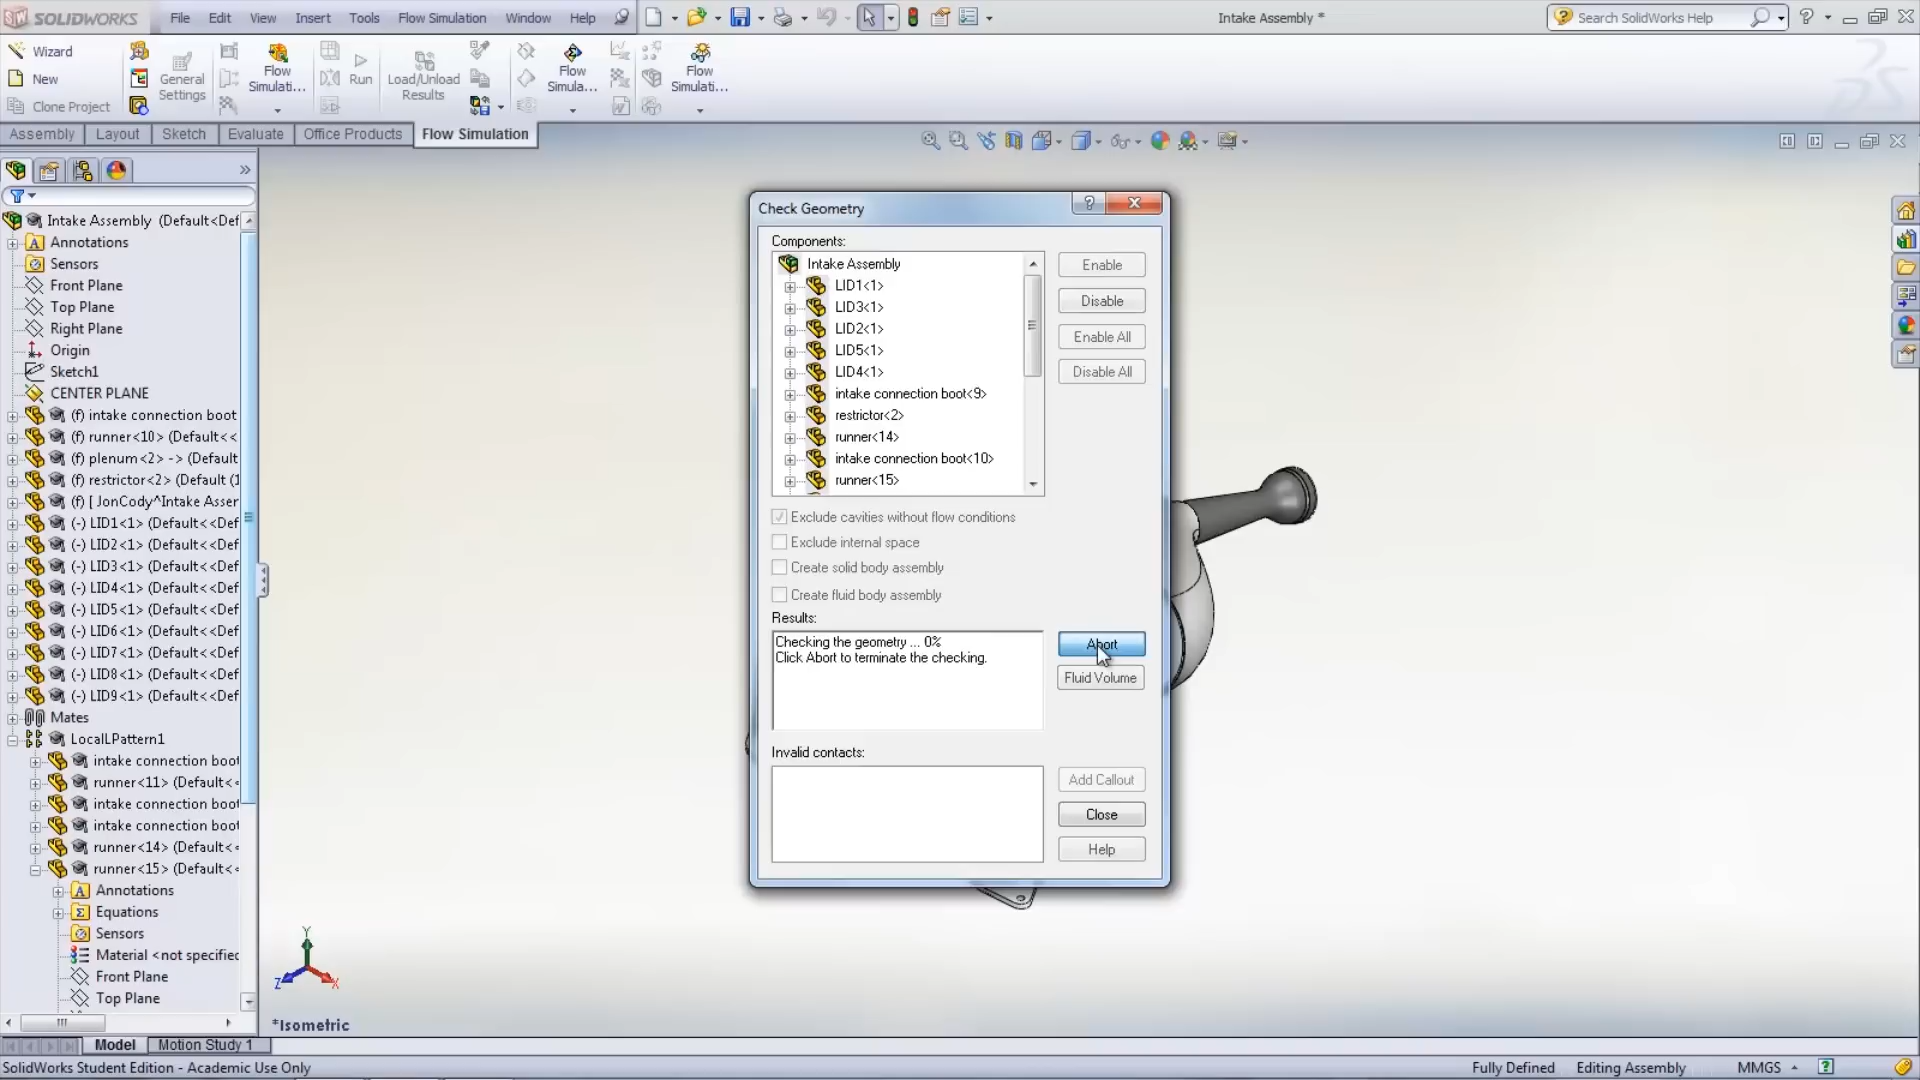 SOLIDWORKS File Edit View Insert Tools Flow Simulation Window Help Intake Assembly * Search SolidWorks Help
Wizard
New
Clone Project
General Settings
Flow Simulati...
Run
Load/Unload Results
Flow Simula...
Flow Simulati...
Assembly Layout Sketch Evaluate Office Products Flow Simulation
Intake Assembly (Default<Def
Annotations
Sensors
Front Plane
Top Plane
Right Plane
Origin
Sketch1
CENTER PLANE
(f) intake connection boot
(f) runner<10> (Default<<
(f) plenum<2> -> (Default
(f) restrictor<2> (Default (1
(f) [ JonCody^Intake Asser
(-) LID1<1> (Default<<Def
(-) LID2<1> (Default<<Def
(-) LID3<1> (Default<<Def
(-) LID4<1> (Default<<Def
(-) LID5<1> (Default<<Def
(-) LID6<1> (Default<<Def
(-) LID7<1> (Default<<Def
(-) LID8<1> (Default<<Def
(-) LID9<1> (Default<<Def
Mates
LocalLPattern1
intake connection boot
runner<11> (Default<<
intake connection boot
intake connection boot
runner<14> (Default<<
runner<15> (Default<<
Annotations
Equations
Sensors
Material <not specified
Front Plane
Top Plane
Check Geometry
Components:
Intake Assembly
LID1<1>
LID3<1>
LID2<1>
LID5<1>
LID4<1>
intake connection boot<9>
restrictor<2>
runner<14>
intake connection boot<10>
runner<15>
Enable
Disable
Enable All
Disable All
Exclude cavities without flow conditions
Exclude internal space
Create solid body assembly
Create fluid body assembly
Results:
Checking the geometry ... 0%
Click Abort to terminate the checking.
Abort
Fluid Volume
Invalid contacts:
Add Callout
Close
Help
Y
Z
X
*Isometric
Model Motion Study 1
SolidWorks Student Edition - Academic Use Only Fully Defined Editing Assembly MMGS